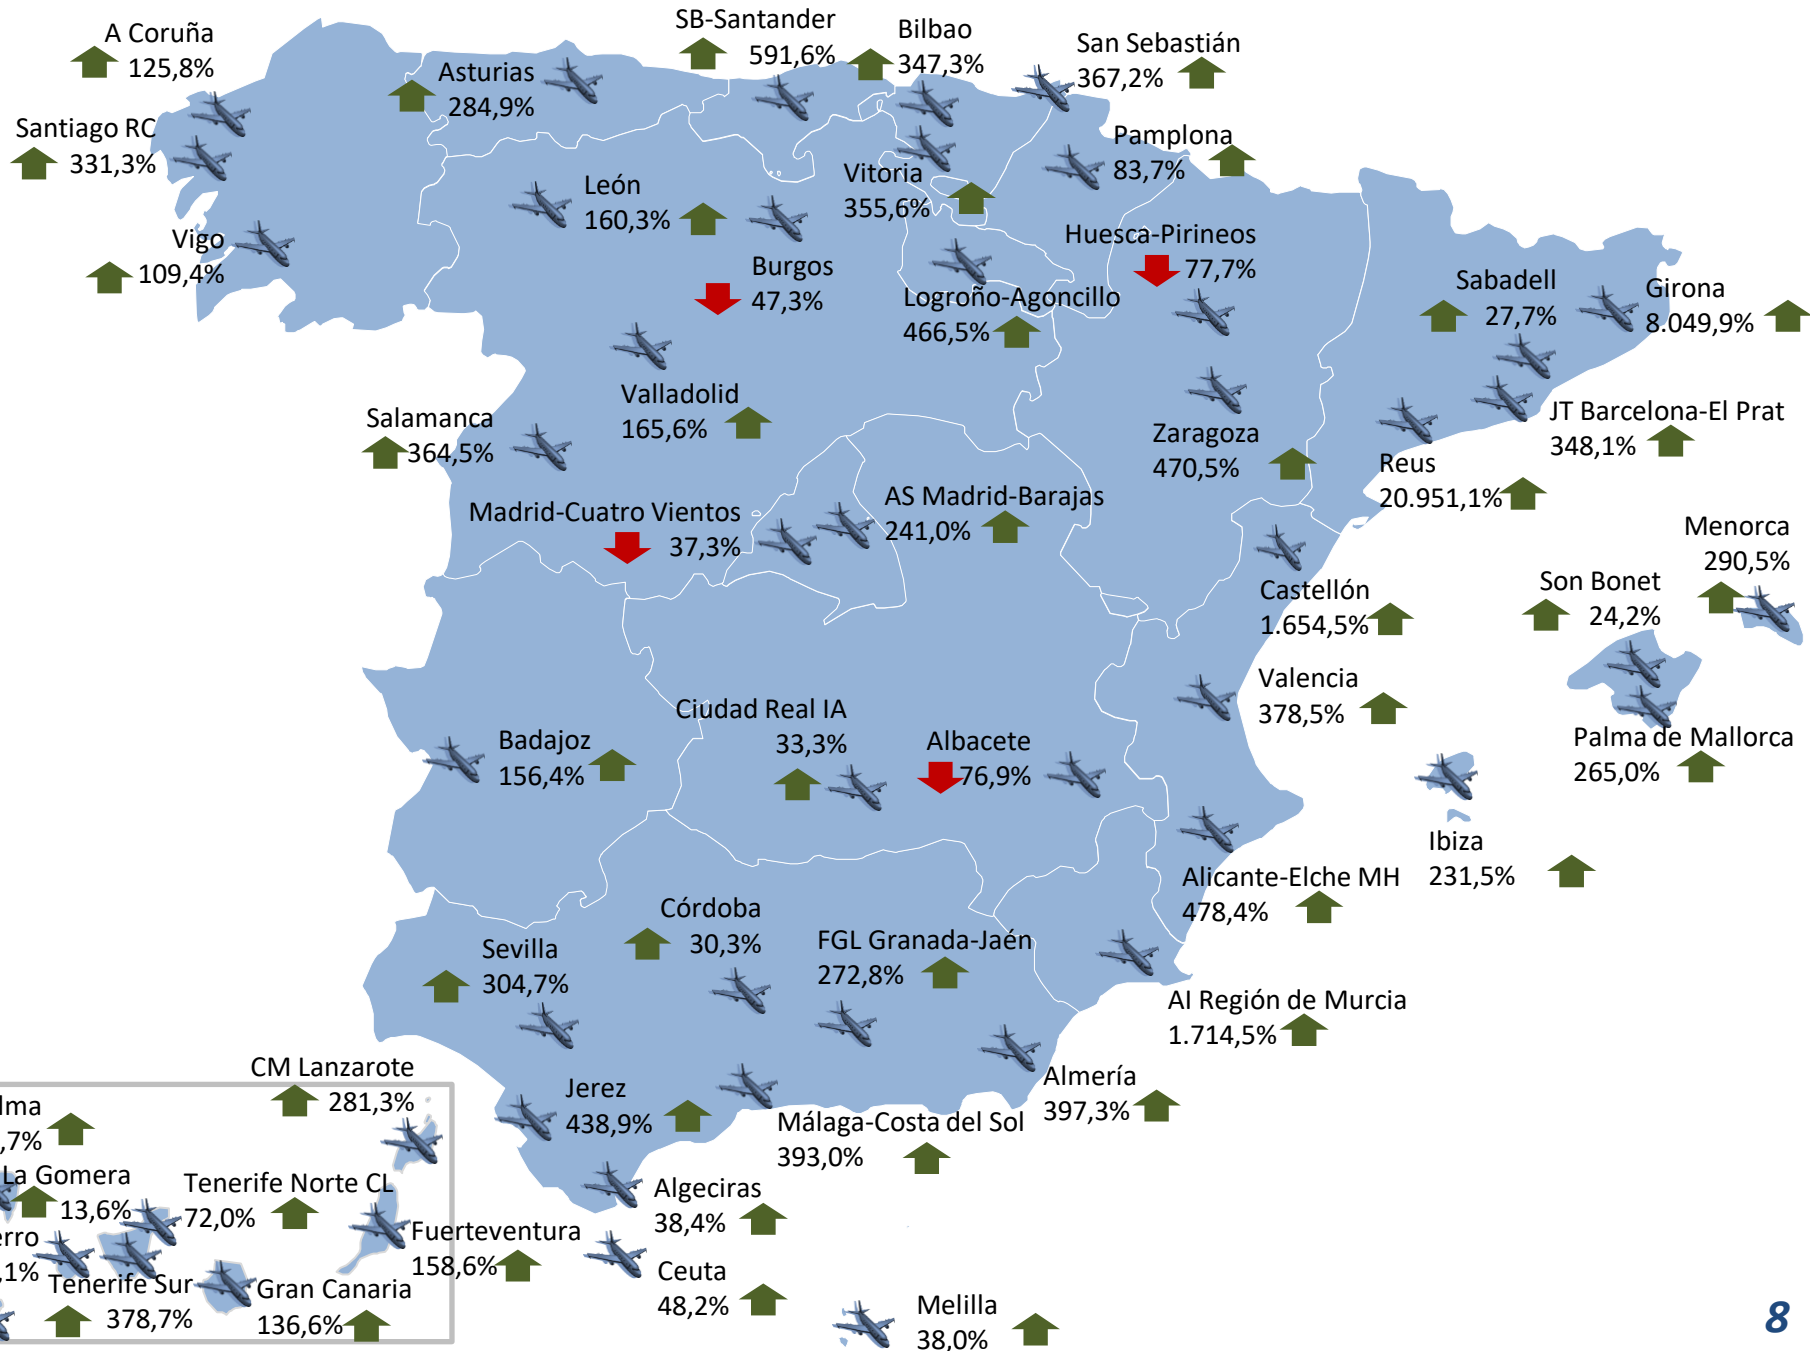 A Coruña
125,8%
SB-Santander
591,6%
Bilbao
347,3%
San Sebastián
367,2%
Asturias
284,9%
Santiago RC
331,3%
Pamplona
83,7%
León
160,3%
Vitoria
355,6%
Vigo
109,4%
Burgos
47,3%
Huesca-Pirineos
77,7%
Logroño-Agoncillo
466,5%
Sabadell
27,7%
Girona
8.049,9%
Valladolid
165,6%
Salamanca
364,5%
Zaragoza
470,5%
JT Barcelona-El Prat
348,1%
Reus
20.951,1%
Madrid-Cuatro Vientos
37,3%
AS Madrid-Barajas
241,0%
Menorca
290,5%
Son Bonet
24,2%
Castellón
1.654,5%
Valencia
378,5%
Palma de Mallorca
265,0%
Badajoz
156,4%
Ciudad Real IA
33,3%
Albacete
76,9%
Ibiza
231,5%
Alicante-Elche MH
478,4%
Córdoba
30,3%
Sevilla
304,7%
FGL Granada-Jaén
272,8%
AI Región de Murcia
1.714,5%
Almería
397,3%
CM Lanzarote
281,3%
Jerez
438,9%
Málaga-Costa del Sol
393,0%
lma
,7%
La Gomera
13,6%
Tenerife Norte CL
72,0%
Algeciras
38,4%
Fuerteventura
158,6%
erro
,1%
Tenerife Sur
378,7%
Gran Canaria
136,6%
Ceuta
48,2%
Melilla
38,0%
8